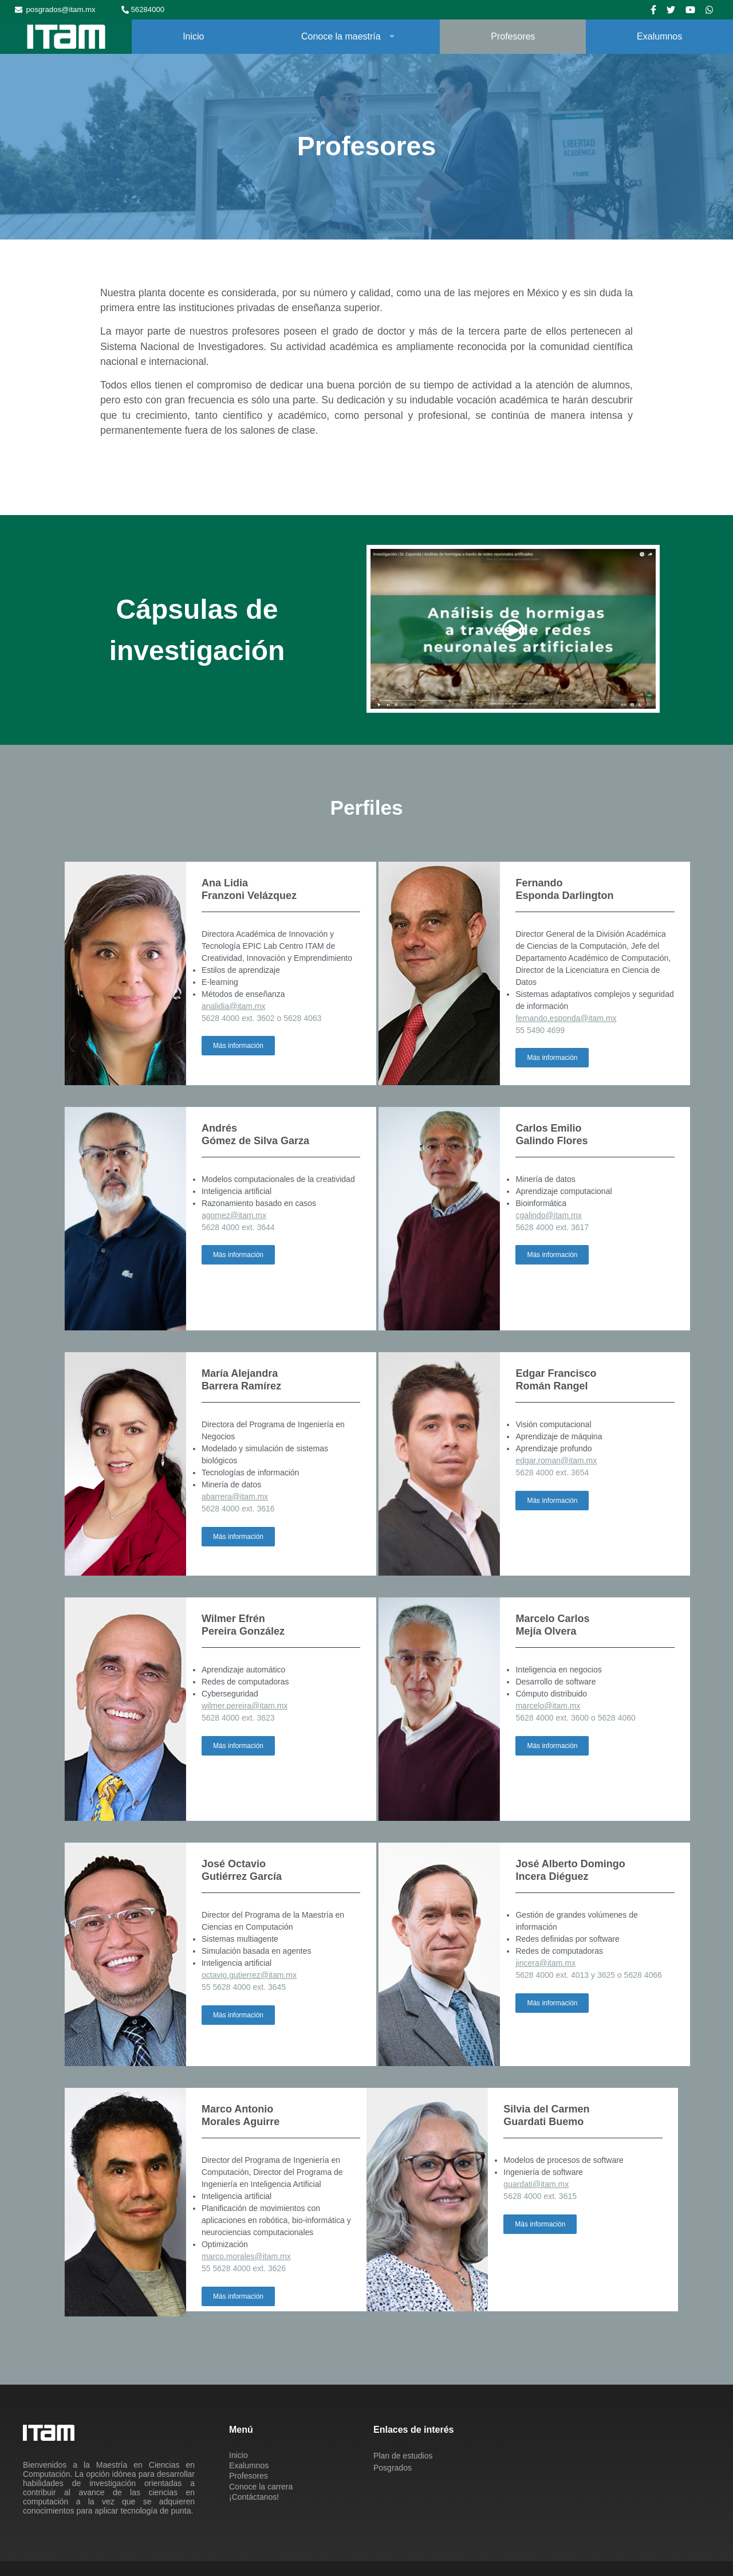 posgrados@itam.mx
56284000
ITAM
Inicio
Conoce la maestría
Profesores
Exalumnos
LIBERTAD
ACADÉMICA
Profesores
Nuestra planta docente es considerada, por su número y calidad, como una de las mejores en México y es sin duda la
primera entre las instituciones privadas de enseñanza superior.
La mayor parte de nuestros profesores poseen el grado de doctor y más de la tercera parte de ellos pertenecen al
Sistema Nacional de Investigadores. Su actividad académica es ampliamente reconocida por la comunidad científica
nacional e internacional.
Todos ellos tienen el compromiso de dedicar una buena porción de su tiempo de actividad a la atención de alumnos,
pero esto con gran frecuencia es sólo una parte. Su dedicación y su indudable vocación académica te harán descubrir
que tu crecimiento, tanto científico y académico, como personal y profesional, se continúa de manera intensa y
permanentemente fuera de los salones de clase.
Cápsulas de
investigación
Investigación | Dr. Esponda | Análisis de hormigas a través de redes neuronales artificiales
Análisis de hormigas
a través de redes
neuronales artificiales
Perfiles
Ana Lidia
Franzoni Velázquez
Directora Académica de Innovación y
Tecnología EPIC Lab Centro ITAM de
Creatividad, Innovación y Emprendimiento
Estilos de aprendizaje
E-learning
Métodos de enseñanza
analidia@itam.mx
5628 4000 ext. 3602 o 5628 4063
Más información
Fernando
Esponda Darlington
Director General de la División Académica
de Ciencias de la Computación, Jefe del
Departamento Académico de Computación,
Director de la Licenciatura en Ciencia de
Datos
Sistemas adaptativos complejos y seguridad
de información
fernando.esponda@itam.mx
55 5490 4699
Más información
Andrés
Gómez de Silva Garza
Modelos computacionales de la creatividad
Inteligencia artificial
Razonamiento basado en casos
agomez@itam.mx
5628 4000 ext. 3644
Más información
Carlos Emilio
Galindo Flores
Minería de datos
Aprendizaje computacional
Bioinformática
cgalindo@itam.mx
5628 4000 ext. 3617
Más información
María Alejandra
Barrera Ramírez
Directora del Programa de Ingeniería en
Negocios
Modelado y simulación de sistemas
biológicos
Tecnologías de información
Minería de datos
abarrera@itam.mx
5628 4000 ext. 3616
Más información
Edgar Francisco
Román Rangel
Visión computacional
Aprendizaje de máquina
Aprendizaje profundo
edgar.roman@itam.mx
5628 4000 ext. 3654
Más información
Wilmer Efrén
Pereira González
Aprendizaje automático
Redes de computadoras
Cyberseguridad
wilmer.pereira@itam.mx
5628 4000 ext. 3623
Más información
Marcelo Carlos
Mejía Olvera
Inteligencia en negocios
Desarrollo de software
Cómputo distribuido
marcelo@itam.mx
5628 4000 ext. 3600 o 5628 4060
Más información
José Octavio
Gutiérrez García
Director del Programa de la Maestría en
Ciencias en Computación
Sistemas multiagente
Simulación basada en agentes
Inteligencia artificial
octavio.gutierrez@itam.mx
55 5628 4000 ext. 3645
Más información
José Alberto Domingo
Incera Diéguez
Gestión de grandes volúmenes de
información
Redes definidas por software
Redes de computadoras
jincera@itam.mx
5628 4000 ext. 4013 y 3625 o 5628 4066
Más información
Marco Antonio
Morales Aguirre
Director del Programa de Ingeniería en
Computación, Director del Programa de
Ingeniería en Inteligencia Artificial
Inteligencia artificial
Planificación de movimientos con
aplicaciones en robótica, bio-informática y
neurociencias computacionales
Optimización
marco.morales@itam.mx
55 5628 4000 ext. 3626
Más información
Silvia del Carmen
Guardati Buemo
Modelos de procesos de software
Ingeniería de software
guardati@itam.mx
5628 4000 ext. 3615
Más información
ITAM
Bienvenidos a la Maestría en Ciencias en
Computación. La opción idónea para desarrollar
habilidades de investigación orientadas a
contribuir al avance de las ciencias en
computación a la vez que se adquieren
conocimientos para aplicar tecnología de punta.
Menú
Inicio
Exalumnos
Profesores
Conoce la carrera
¡Contáctanos!
Enlaces de interés
Plan de estudios
Posgrados